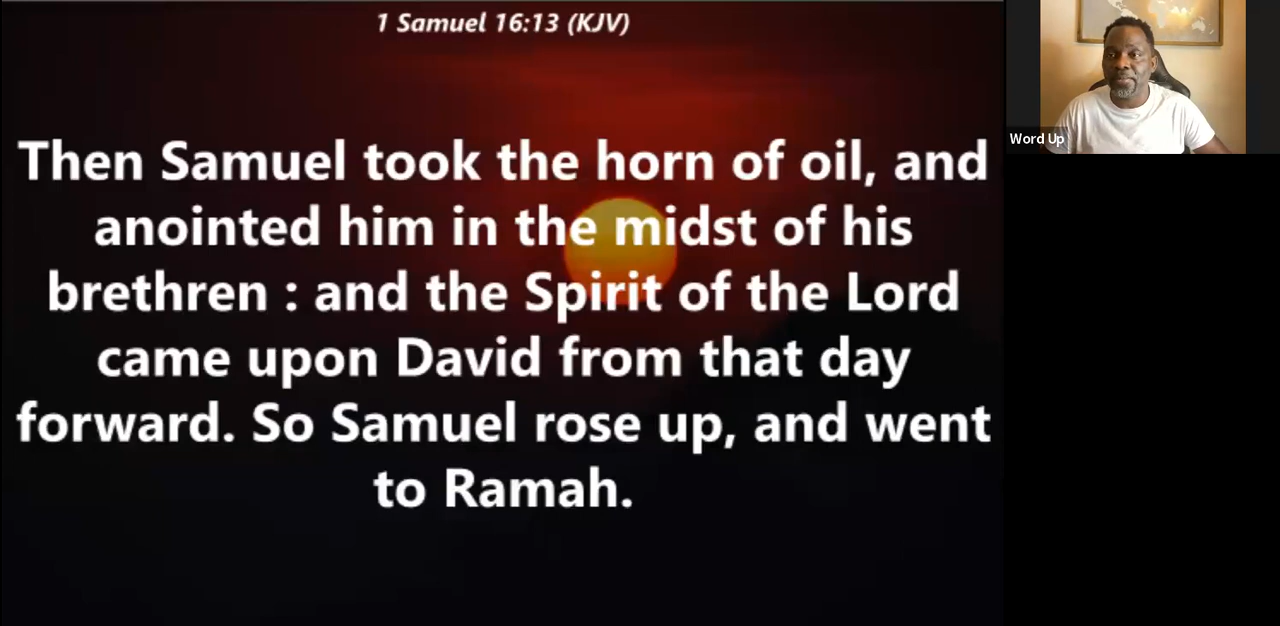 1 Samuel 16:13 (KJV)
Then Samuel took the horn of oil, and
anointed him in the midst of his
brethren : and the Spirit of the Lord
came upon David from that day
forward. So Samuel rose up, and went
to Ramah.
Word Up